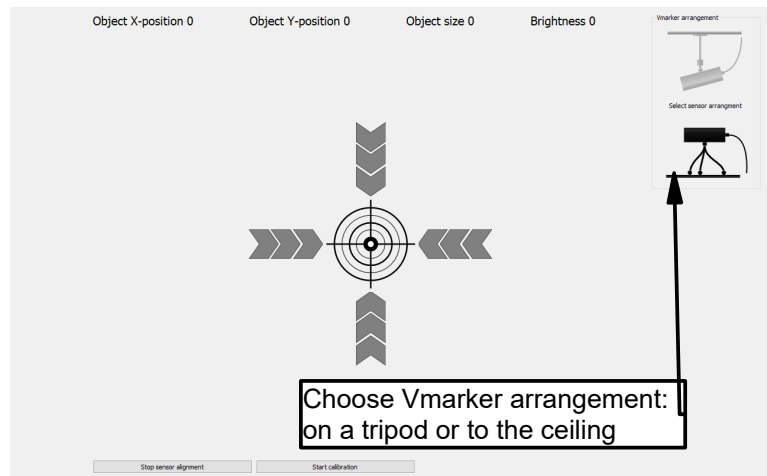 Object X-position 0 Object Y-position 0 Object size 0 Brightness 0
Vmarker arrangement
Select sensor arrangment
Choose Vmarker arrangement:
on a tripod or to the ceiling
Stop sensor alignment Start calibration